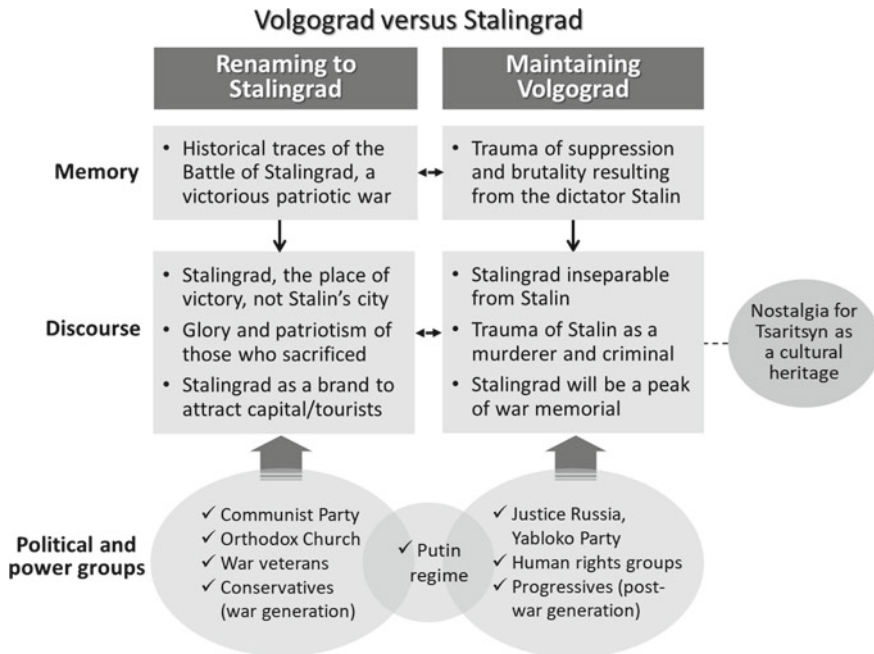 Volgograd versus Stalingrad
Renaming to
Stalingrad
Maintaining
Volgograd
Memory
• Historical traces of the
Battle of Stalingrad, a
victorious patriotic war
• Trauma of suppression
and brutality resulting
from the dictator Stalin
Discourse
• Stalingrad, the place of
victory, not Stalin's city
• Glory and patriotism of
those who sacrificed
• Stalingrad as a brand to
attract capital/tourists
• Stalingrad inseparable
from Stalin
• Trauma of Stalin as a
murderer and criminal
• Stalingrad will be a peak
of war memorial
Nostalgia for
Tsaritsyn as
a cultural
heritage
Political and
power groups
✓ Communist Party
✓ Orthodox Church
✓ War veterans
✓ Conservatives
(war generation)
✓ Putin
regime
✓ Justice Russia,
Yabloko Party
✓ Human rights groups
✓ Progressives (post-
war generation)